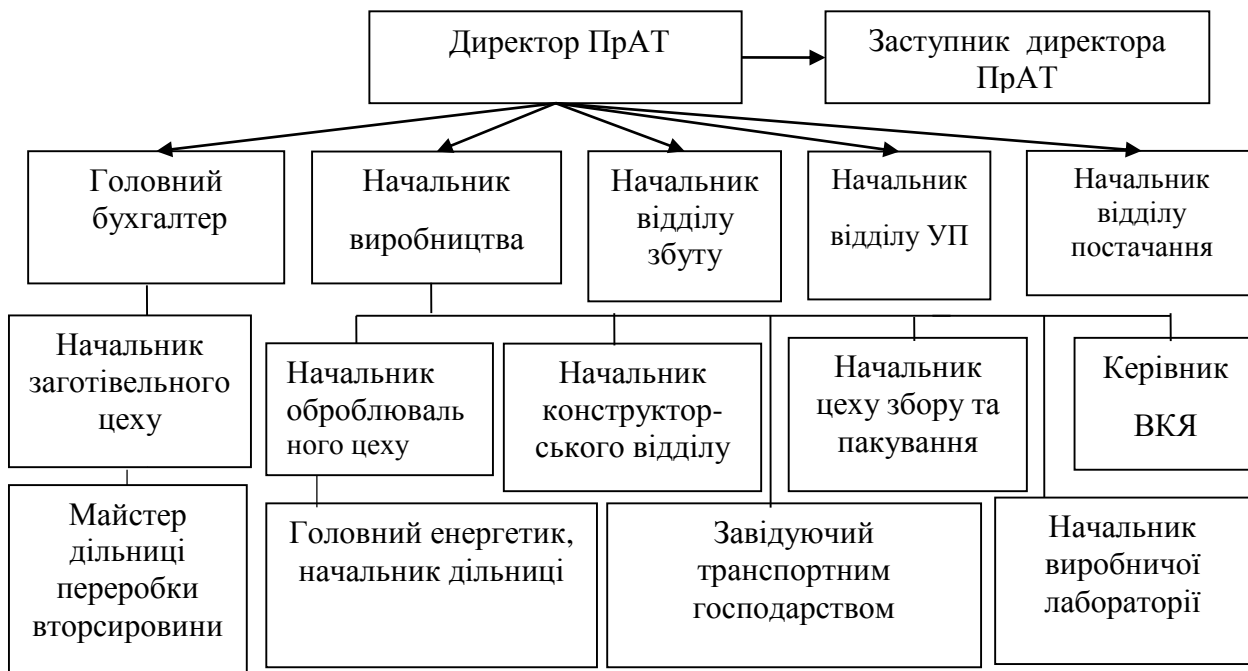 Директор ПрАТ
Заступник директора
ПрАТ
Головний
бухгалтер
Начальник
виробництва
Начальник
відділу
збуту
Начальник
відділу УП
Начальник
відділу
постачання
Начальник
заготівельного
цеху
Начальник
оброблюваль
ного цеху
Начальник
конструктор-
ського відділу
Начальник
цеху збору та
пакування
Керівник
ВКЯ
Майстер
дільниці
переробки
вторсировини
Головний енергетик,
начальник дільниці
Завідуючий
транспортним
господарством
Начальник
виробничої
лабораторії